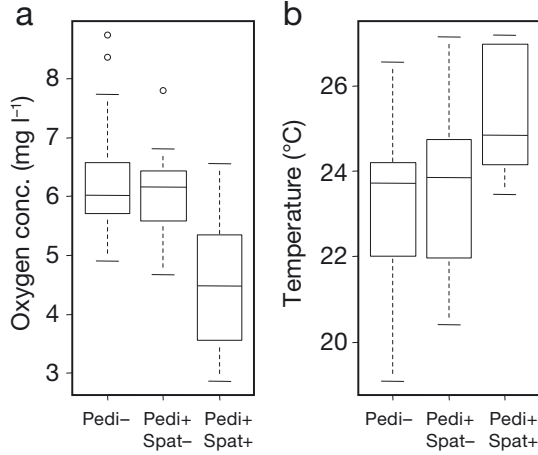 a
Oxygen conc. (mg l⁻¹)
8
7
6
5
4
3
Pedi–
Pedi+
Spat–
Pedi+
Spat+
b
Temperature (°C)
26
24
22
20
Pedi–
Pedi+
Spat–
Pedi+
Spat+